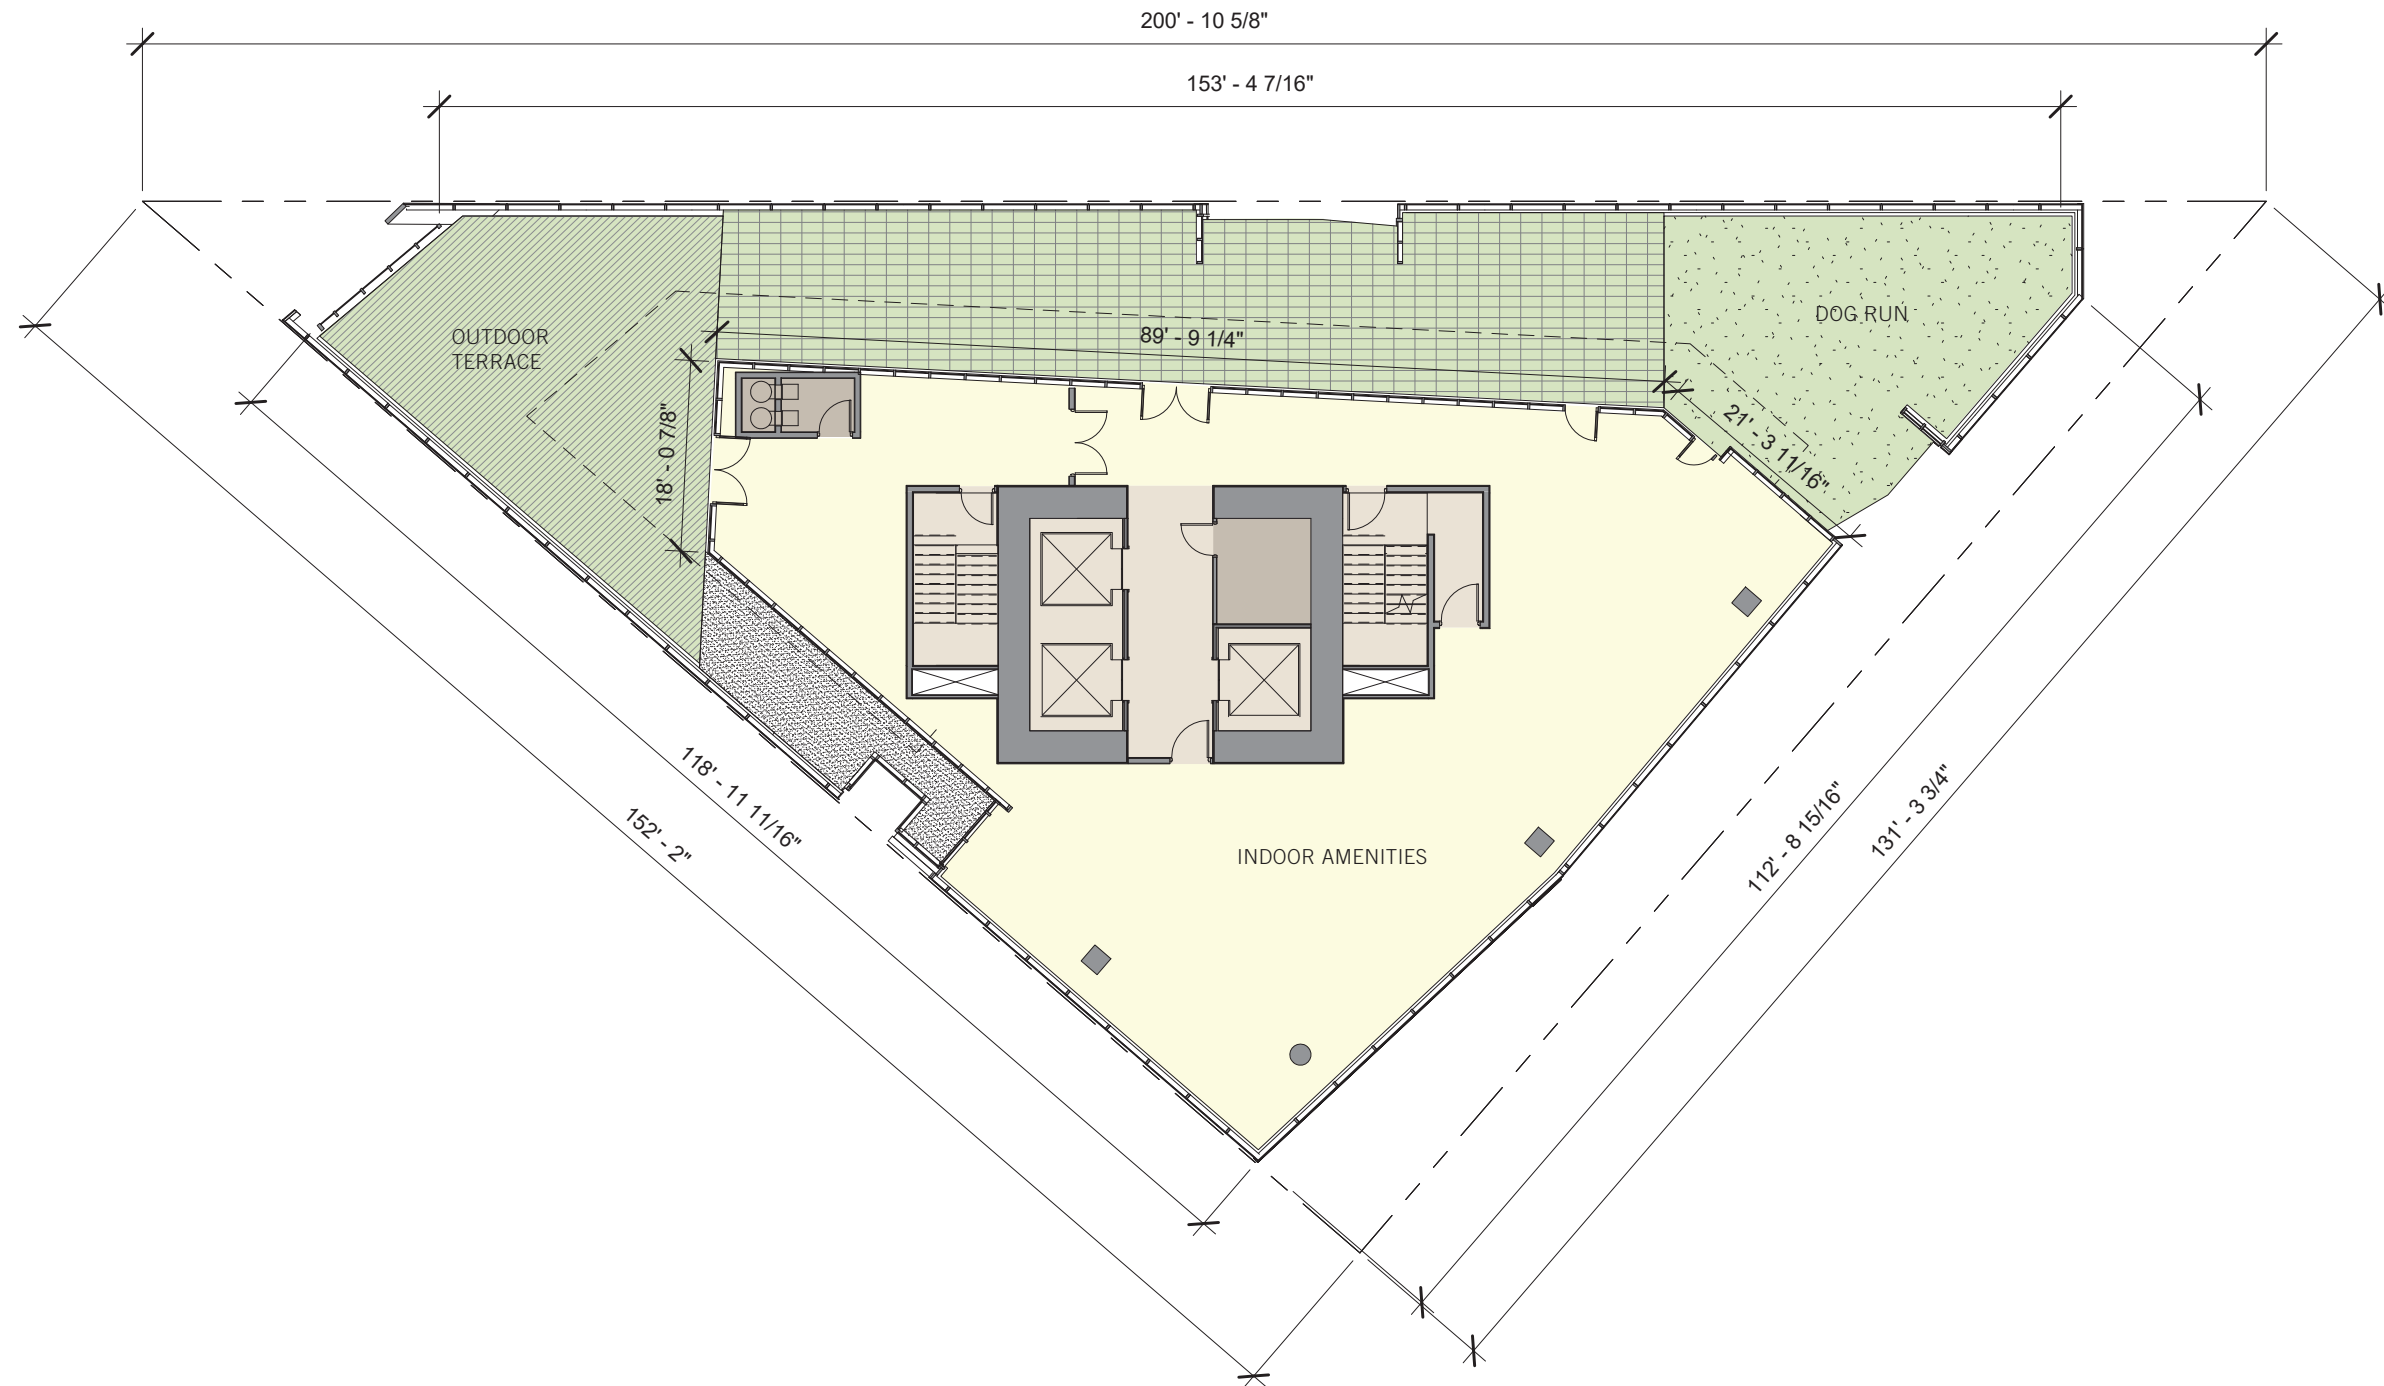 200' - 10 5/8"
153' - 4 7/16"
OUTDOOR
TERRACE
89' - 9 1/4"
DOG RUN
18' - 0 7/8"
21' - 3 11/16"
118' - 11 11/16"
152' - 2"
INDOOR AMENITIES
112' - 8 15/16"
131' - 3 3/4"